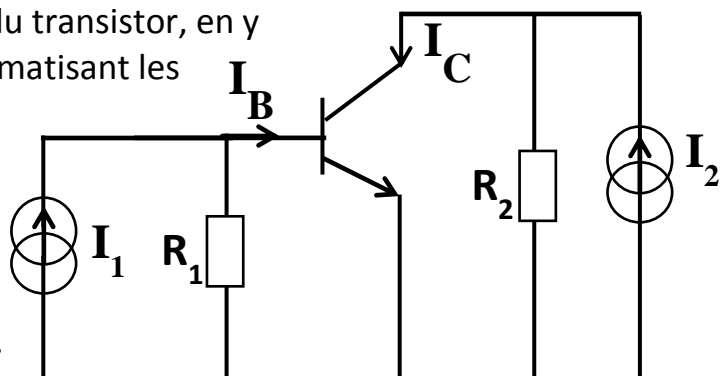 du transistor, en y
matisant les
I_B
I_C
I_1
R_1
R_2
I_2